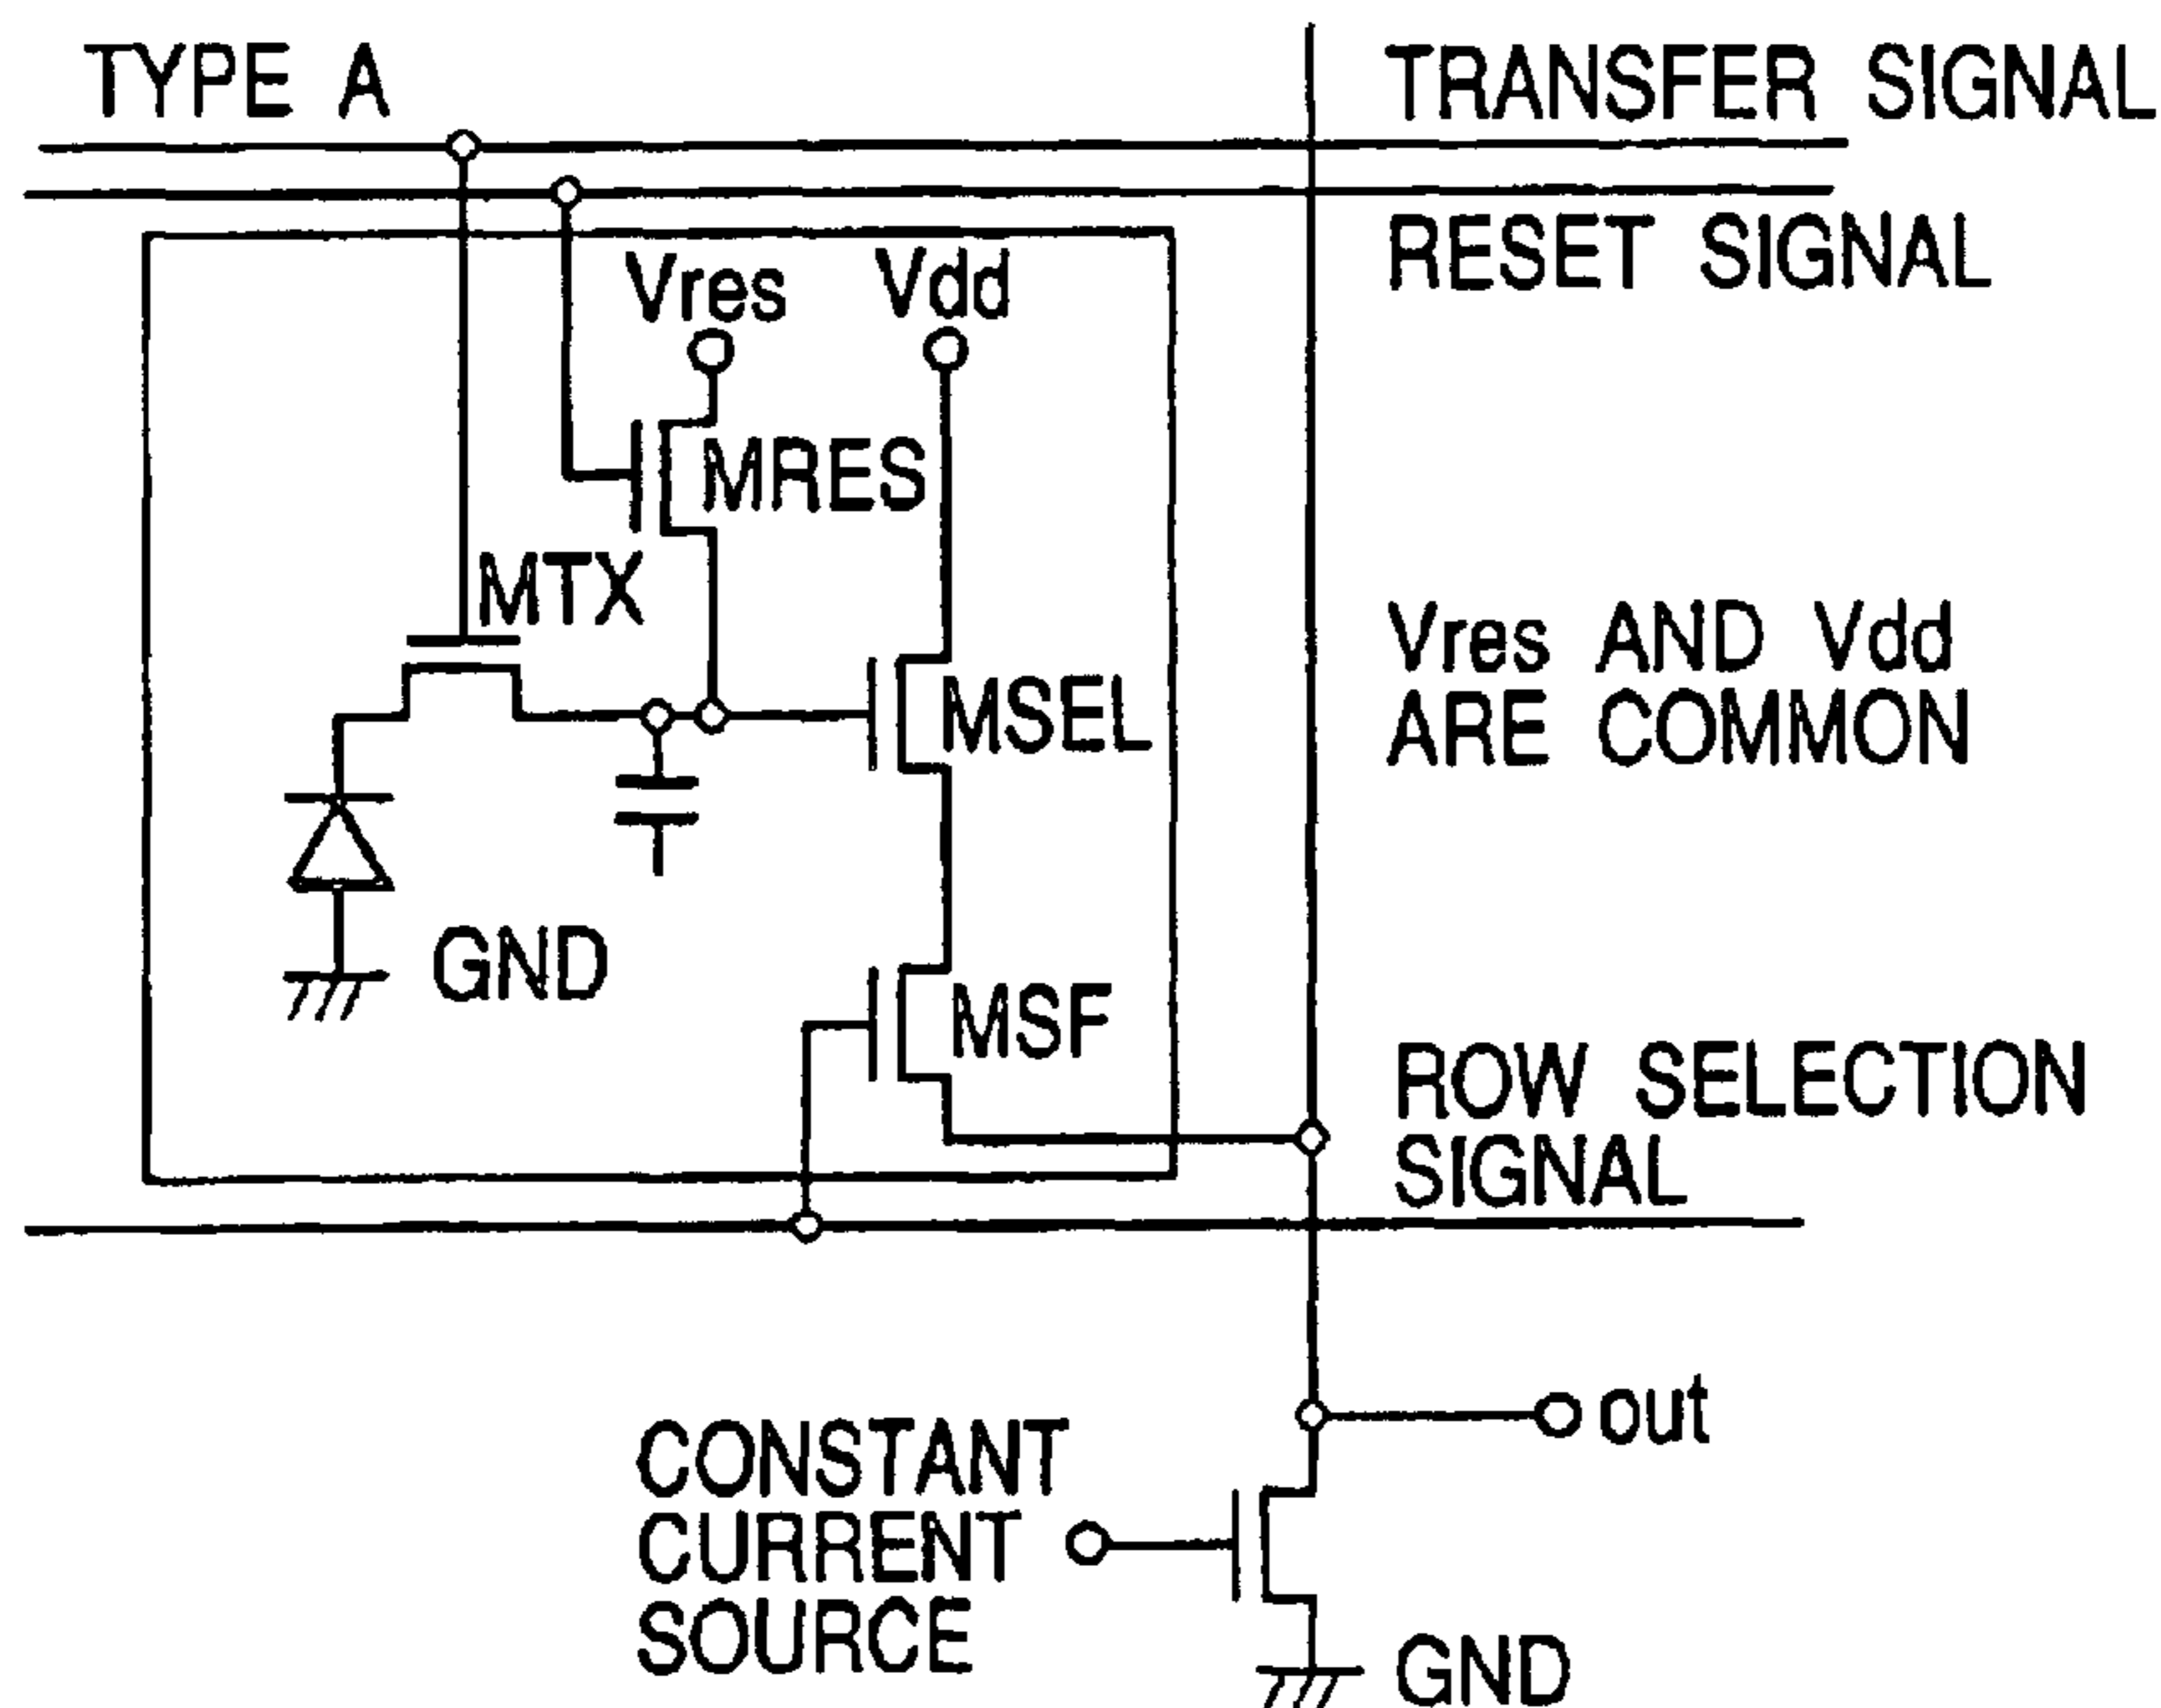 TYPE A
TRANSFER SIGNAL
RESET SIGNAL
Vres
Vdd
MRES
MTX
Vres AND Vdd
ARE COMMON
MSEL
GND
MSF
ROW SELECTION
SIGNAL
out
CONSTANT
CURRENT
SOURCE
GND